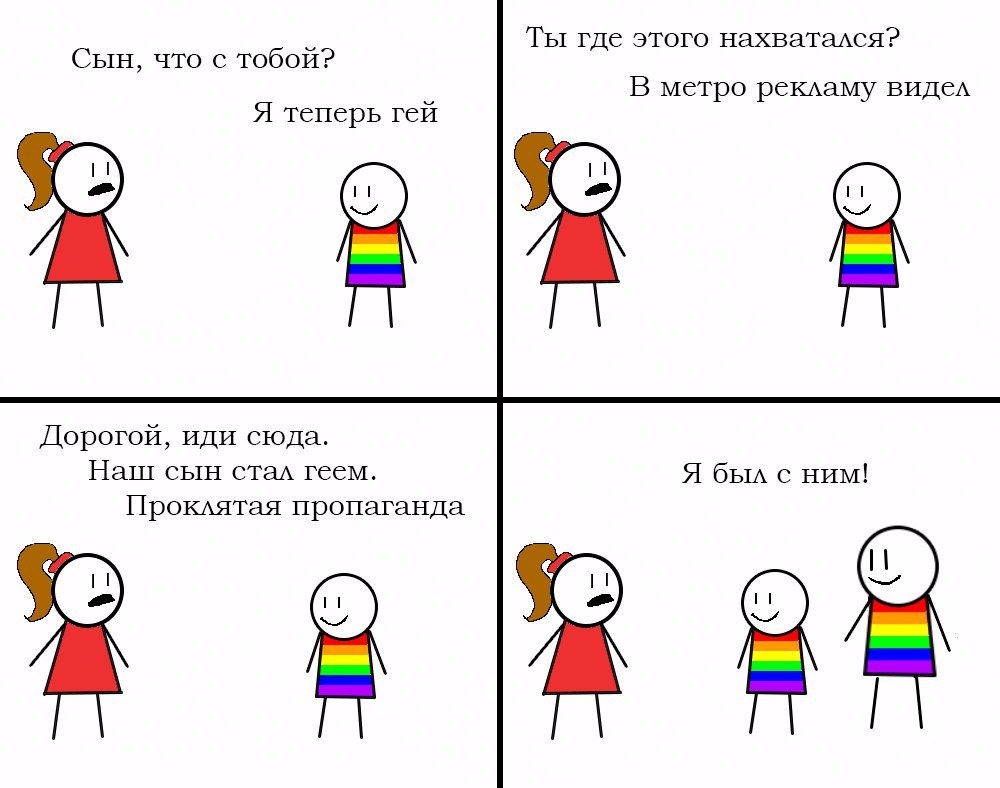 Сын, что с тобой?
Я теперь гей
Ты где этого нахватался?
В метро рекламу видел
Дорогой, иди сюда.
Наш сын стал геем.
Проклятая пропаганда
Я был с ним!